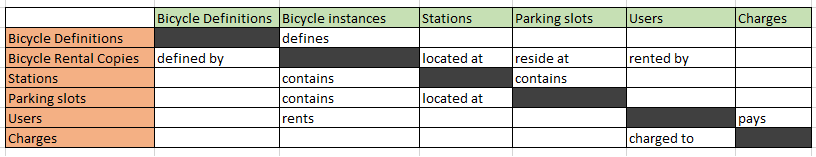 Bicycle Definitions Bicycle instances Stations Parking slots Users Charges
Bicycle Definitions defines
Bicycle Rental Copies defined by located at reside at rented by
Stations contains contains
Parking slots contains located at
Users rents pays
Charges charged to